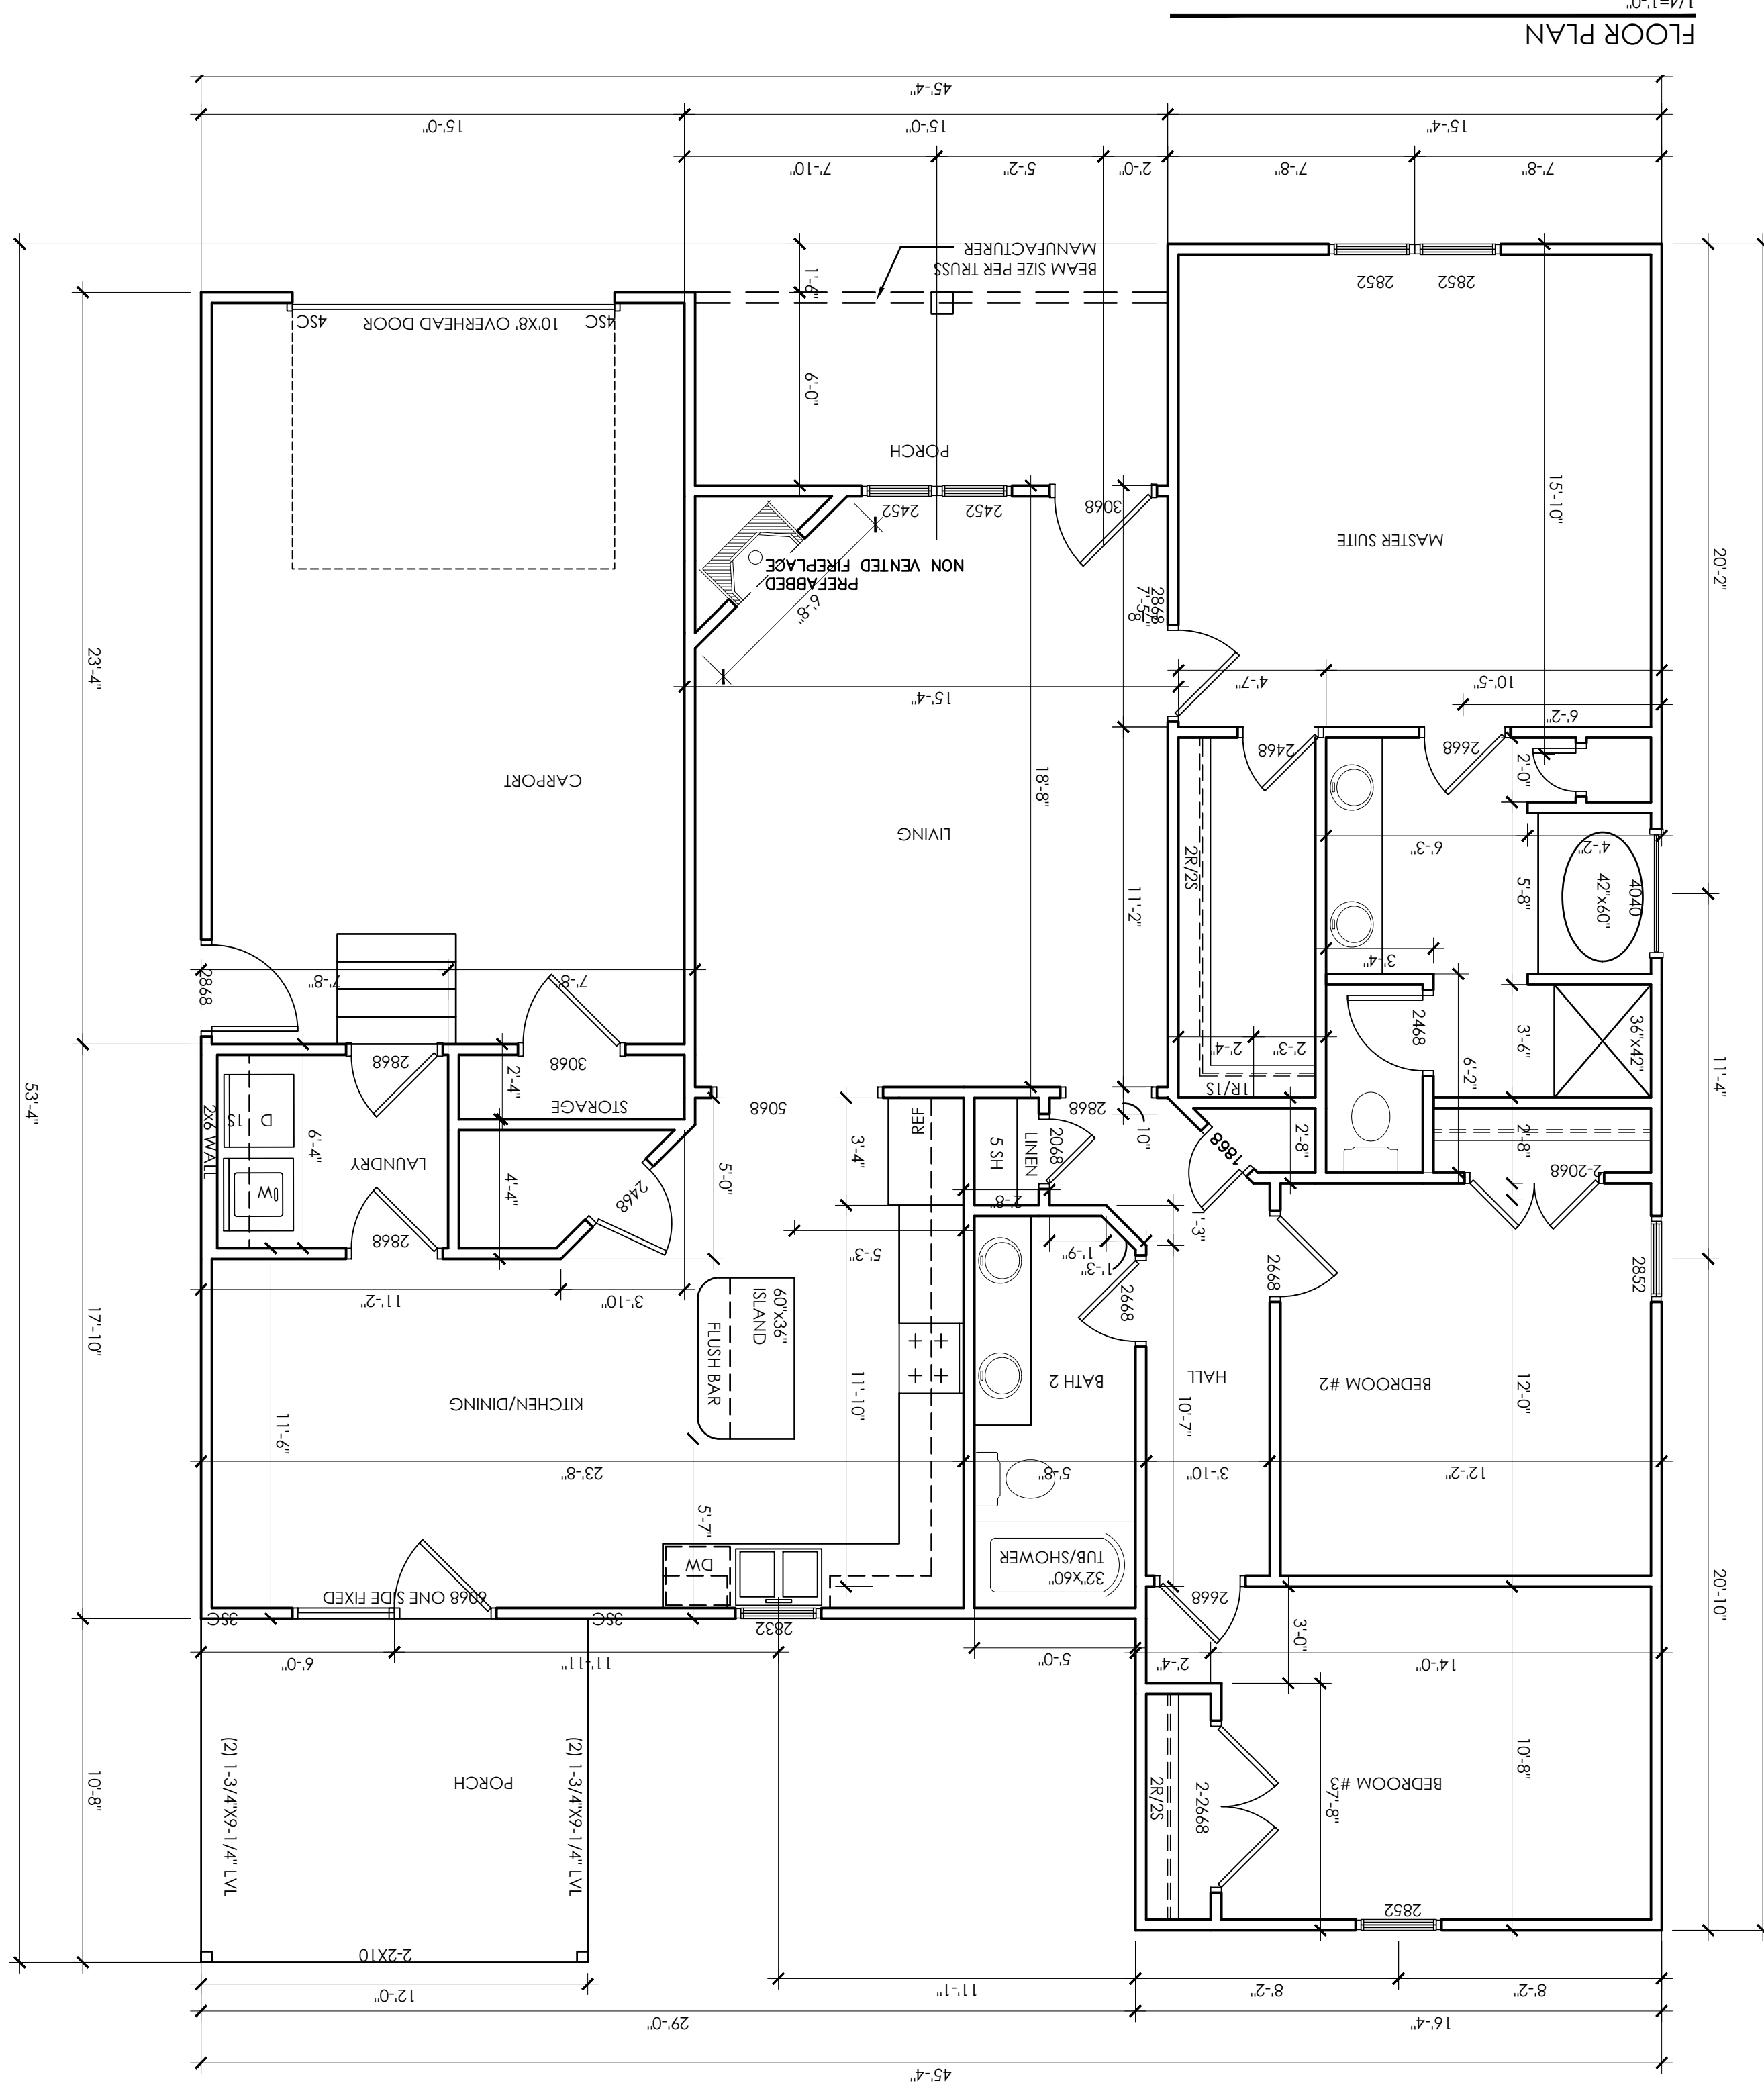 45'-4"
16'-4"
29'-0"
8'-2"
8'-2"
11'-1"
12'-0"
2-2X10
2852
BEDROOM #3
10'-8"
7'-8"
2-2668
2R/2S
PORCH
(2) 1-3/4"X9-1/4" LVL
(2) 1-3/4"X9-1/4" LVL
10'-8"
14'-0"
2'-4"
5'-0"
11'-11"
6'-0"
3'-0"
2832
3SC
3SC
6068 ONE SIDE FIXED
2668
20'-10"
32"x60"
TUB/SHOWER
DW
5'-7"
12'-2"
3'-10"
5'-8"
23'-8"
11'-6"
BEDROOM #2
12'-0"
HALL
10'-7"
BATH 2
11'-10"
KITCHEN/DINING
60"x36"
ISLAND
FLUSH BAR
17'-10"
2852
2668
2668
3'-10"
11'-2"
1'-3"
1'-9"
5'-3"
1'-3"
2'-8"
2868
2-2068
2'-8"
2'-8"
1868
10"
2068
LINEN
5 SH
3'-4"
REF
5'-0"
2468
4'-4"
LAUNDRY
6'-4"
W
D
1S
2x6 WALL
2868
5068
STORAGE
3068
2'-4"
2868
11'-4"
36"x42"
3'-6"
6'-2"
2468
1R/1S
2'-3"
2'-4"
3'-4"
7'-8"
7'-8"
2868
53'-4"
4040
42"x60"
5'-8"
4'-2"
6'-3"
2R/2S
11'-2"
LIVING
18'-8"
CARPORT
2'-0"
2668
2468
6'-2"
10'-5"
4'-7"
15'-4"
23'-4"
20'-2"
2868
MASTER SUITE
15'-10"
6'-8"
PREFABBED
NON VENTED FIREPLACE
3068
2452
2452
PORCH
6'-0"
1'-6"
4SC
10'X8' OVERHEAD DOOR
4SC
2852
2852
BEAM SIZE PER TRUSS
MANUFACTURER
7'-8"
7'-8"
2'-0"
5'-2"
7'-10"
15'-4"
15'-0"
15'-0"
45'-4"
FLOOR PLAN
1/4=1'-0"